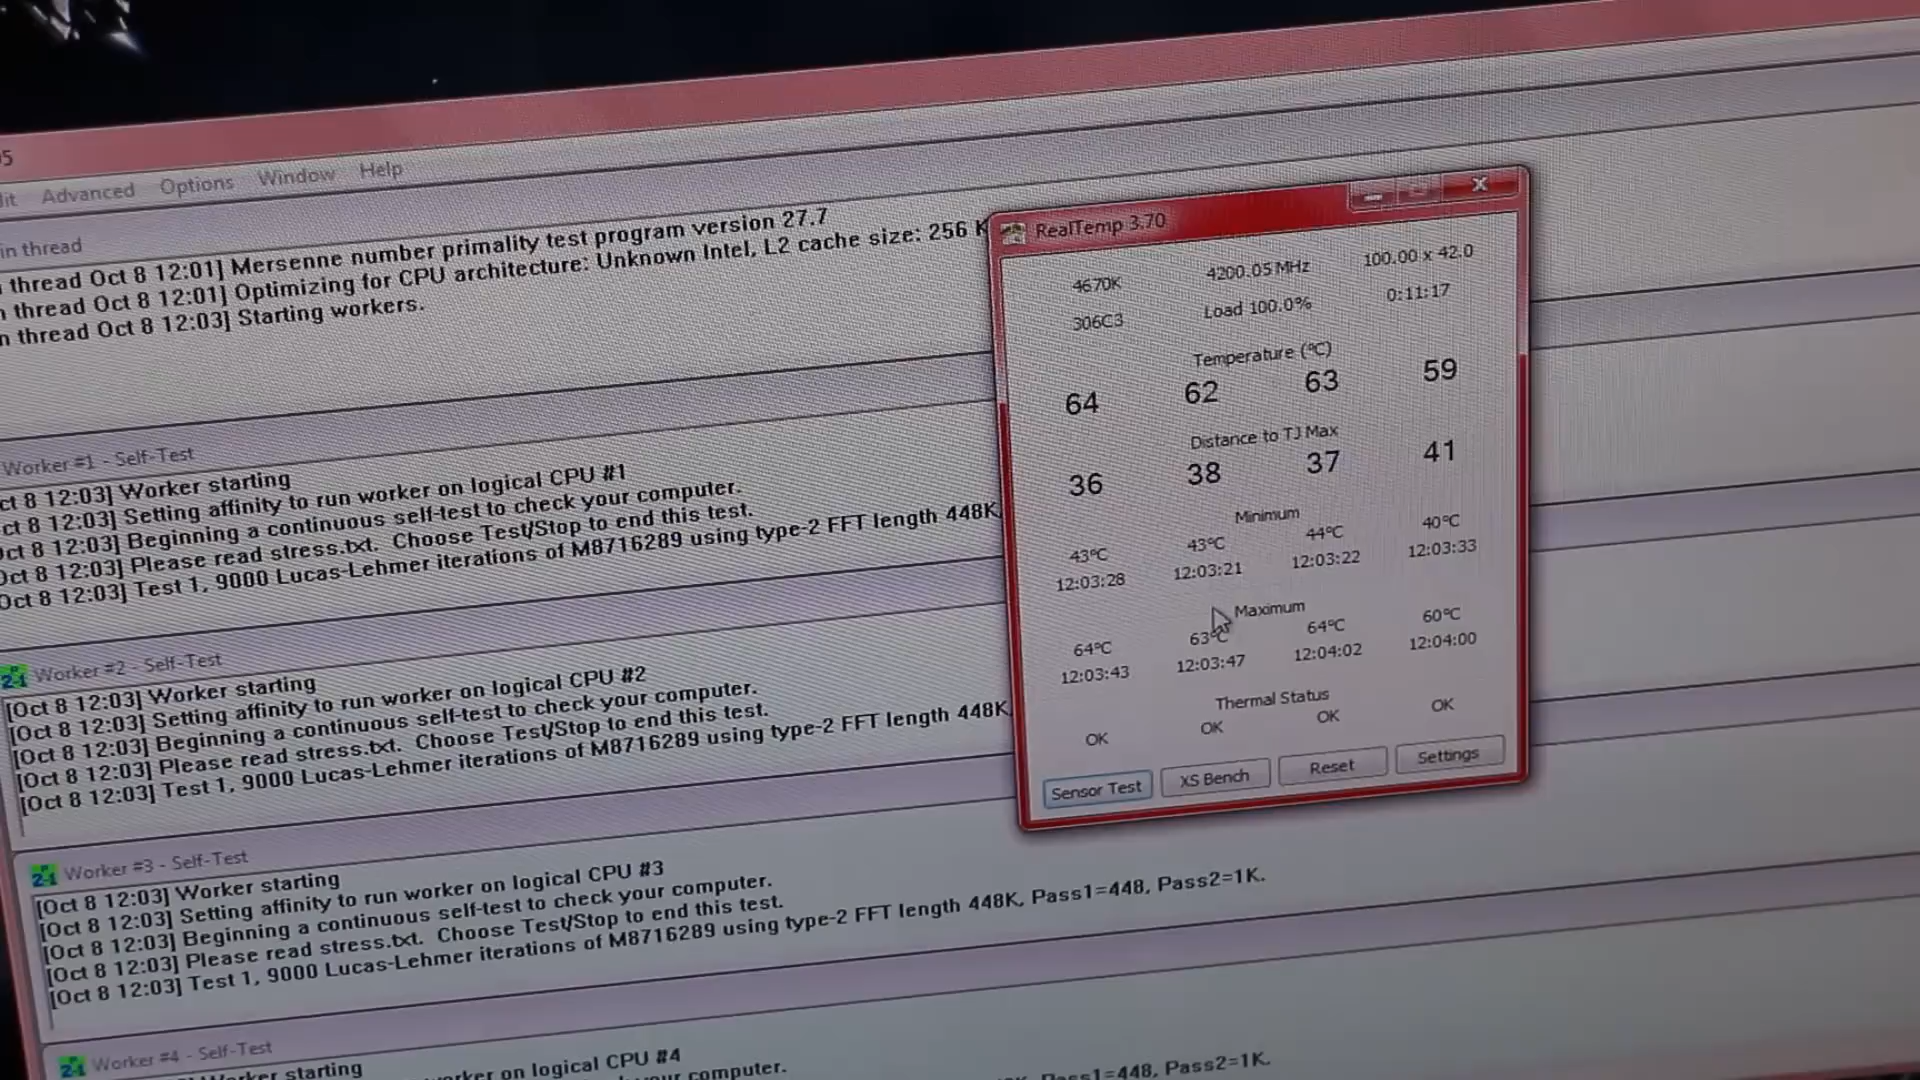 5
dit Advanced Options Window Help
in thread
thread Oct 8 12:01] Mersenne number primality test program version 27.7
thread Oct 8 12:01] Optimizing for CPU architecture: Unknown Intel, L2 cache size: 256 K
n thread Oct 8 12:03] Starting workers.
Worker #1 - Self-Test
ct 8 12:03] Worker starting
ct 8 12:03] Setting affinity to run worker on logical CPU #1
Oct 8 12:03] Beginning a continuous self-test to check your computer.
Oct 8 12:03] Please read stress.txt. Choose Test/Stop to end this test.
Oct 8 12:03] Test 1, 9000 Lucas-Lehmer iterations of M8716289 using type-2 FFT length 448K,
Worker #2 - Self-Test
[Oct 8 12:03] Worker starting
[Oct 8 12:03] Setting affinity to run worker on logical CPU #2
[Oct 8 12:03] Beginning a continuous self-test to check your computer.
[Oct 8 12:03] Please read stress.txt. Choose Test/Stop to end this test.
[Oct 8 12:03] Test 1, 9000 Lucas-Lehmer iterations of M8716289 using type-2 FFT length 448K,
Worker #3 - Self-Test
[Oct 8 12:03] Worker starting
[Oct 8 12:03] Setting affinity to run worker on logical CPU #3
[Oct 8 12:03] Beginning a continuous self-test to check your computer.
[Oct 8 12:03] Please read stress.txt. Choose Test/Stop to end this test.
[Oct 8 12:03] Test 1, 9000 Lucas-Lehmer iterations of M8716289 using type-2 FFT length 448K, Pass1=448, Pass2=1K.
Worker #4 - Self-Test
starting
on logical CPU #4
computer.
Pass1=448, Pass2=1K.
RealTemp 3.70
4670K 4200.05 MHz 100.00 x 42.0
306C3 Load 100.0% 0:11:17
Temperature (°C)
64 62 63 59
Distance to TJ Max
36 38 37 41
Minimum
43°C 43°C 44°C 40°C
12:03:28 12:03:21 12:03:22 12:03:33
Maximum
64°C 63°C 64°C 60°C
12:03:43 12:03:47 12:04:02 12:04:00
Thermal Status
OK OK OK OK
Sensor Test XS Bench Reset Settings